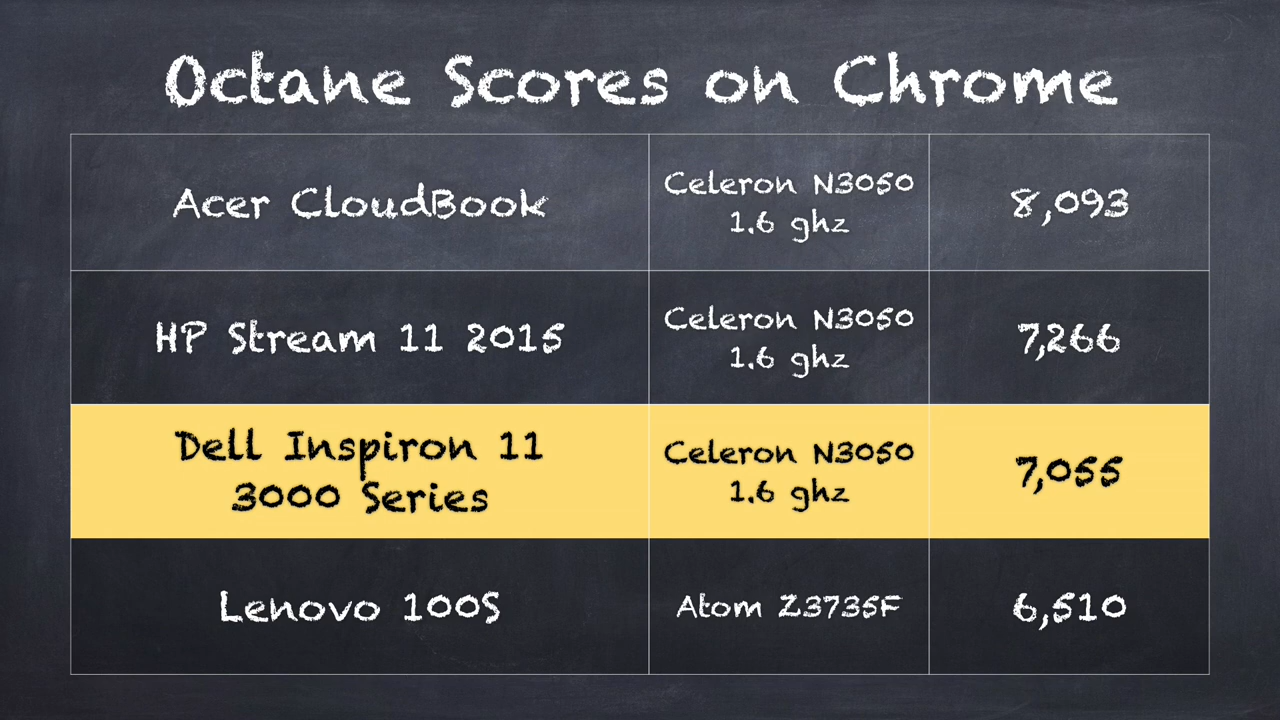 Octane Scores on Chrome
Acer CloudBook
Celeron N3050
1.6 ghz
8,093
HP Stream 11 2015
Celeron N3050
1.6 ghz
7,266
Dell Inspiron 11
3000 Series
Celeron N3050
1.6 ghz
7,055
Lenovo 100S
Atom Z3735F
6,510